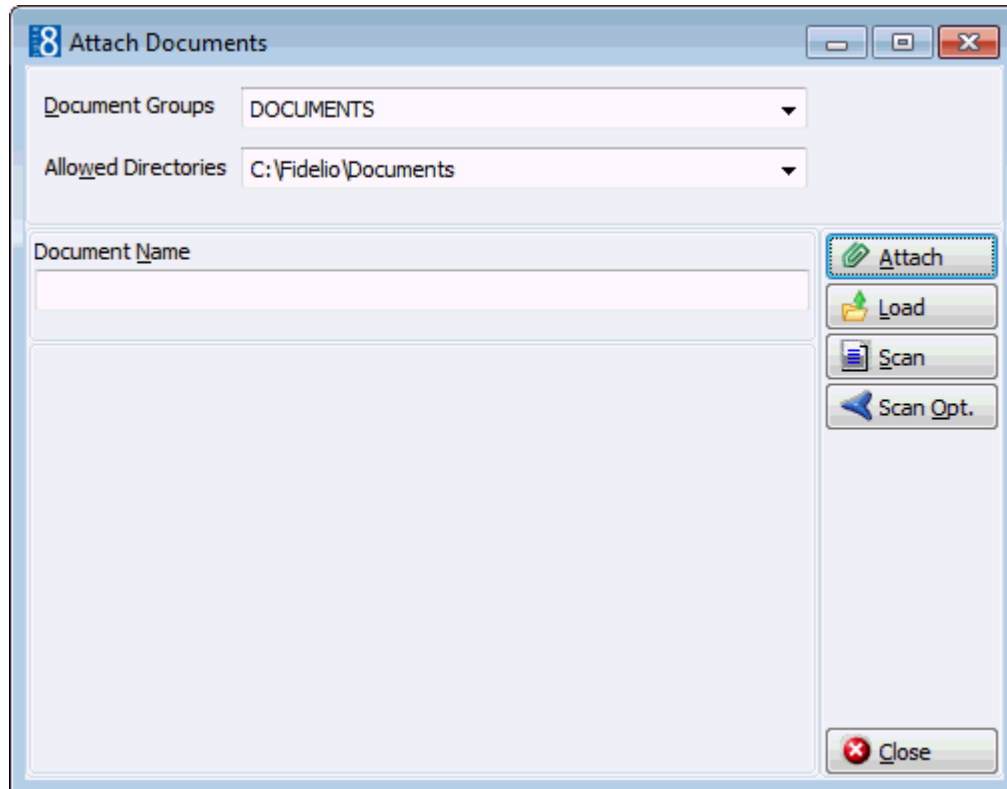 8 Attach Documents
Document Groups DOCUMENTS
Allowed Directories C:\Fidelio\Documents
Document Name
Attach
Load
Scan
Scan Opt.
Close